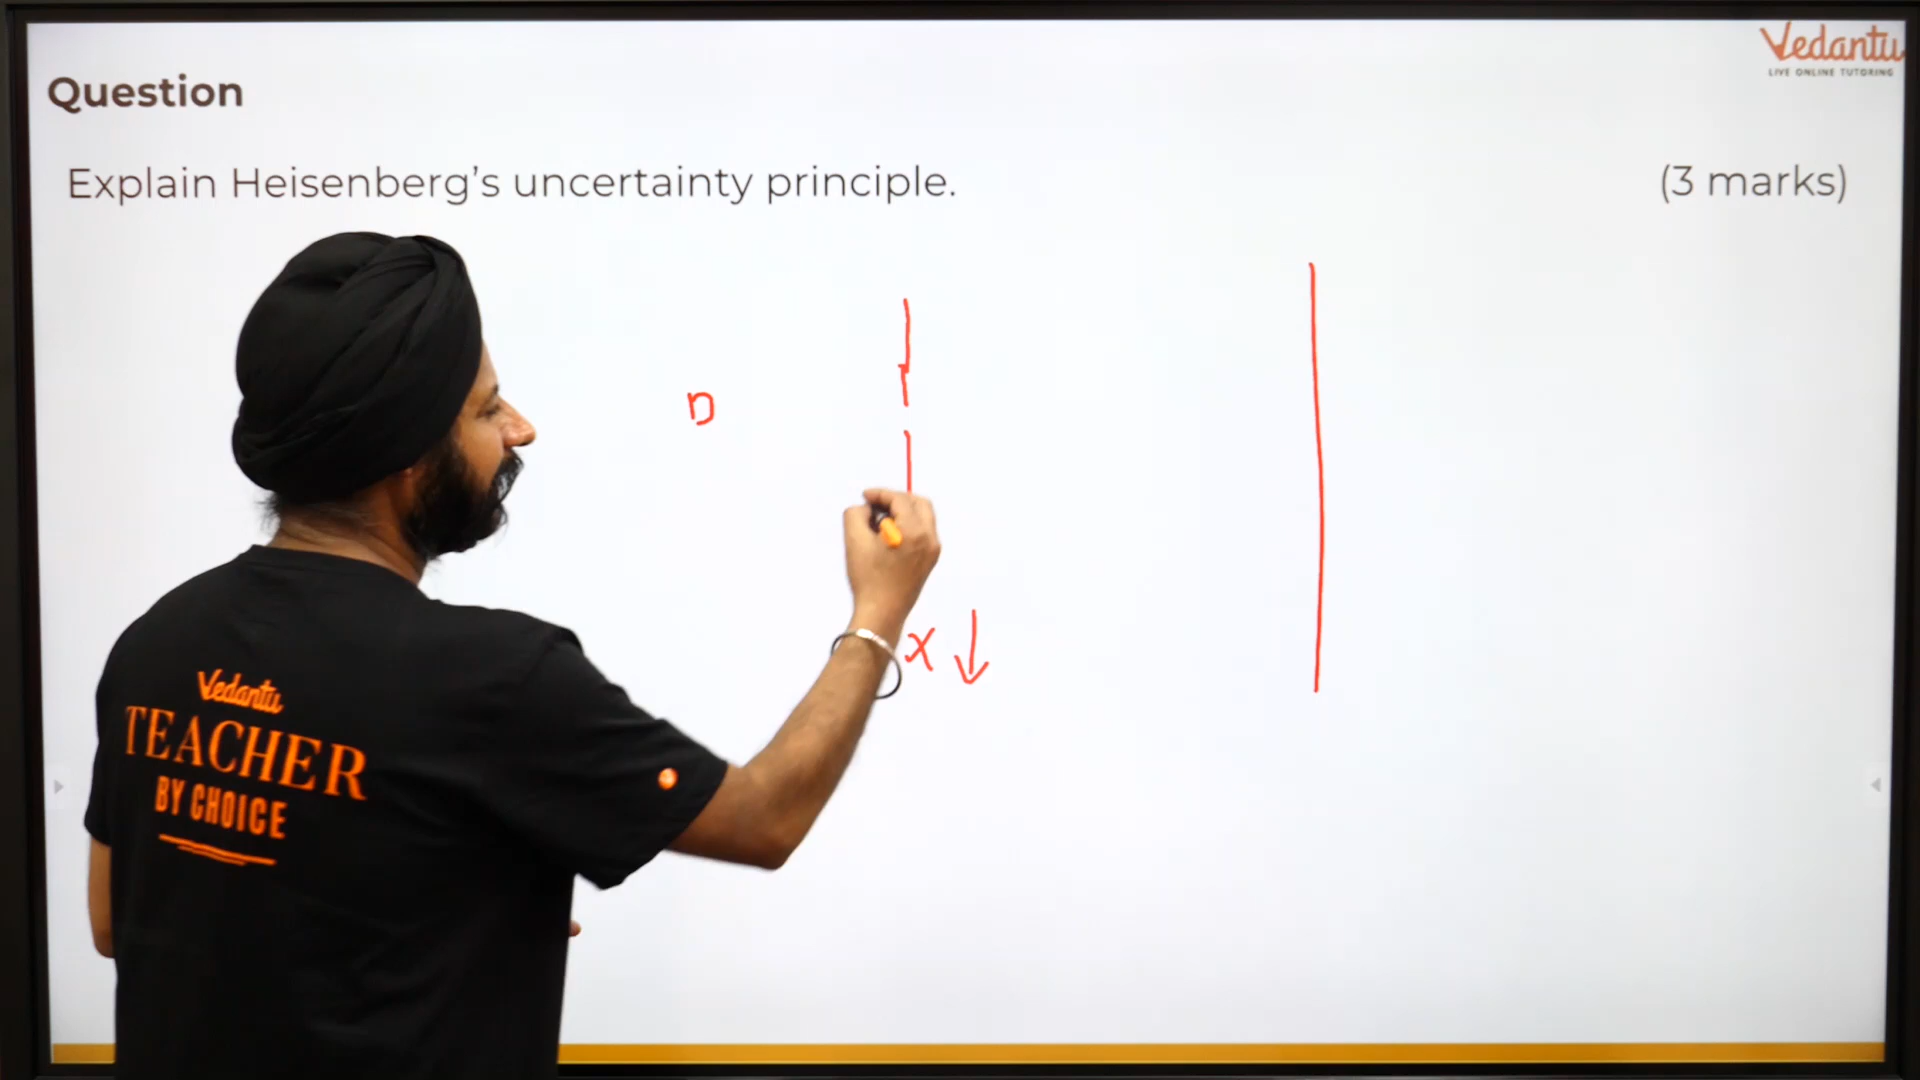 Vedantu
LIVE ONLINE TUTORING
Question
Explain Heisenberg’s uncertainty principle. (3 marks)
x ↓
Vedantu
TEACHER
BY CHOICE